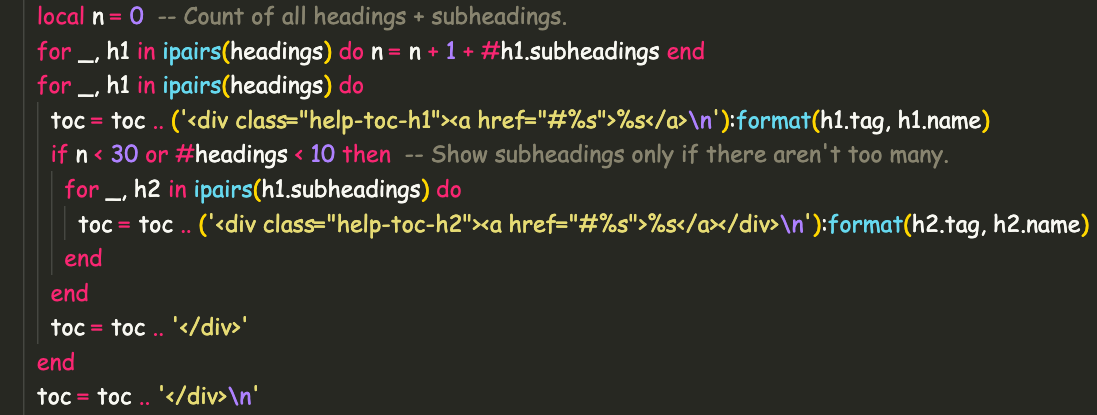 local n = 0 -- Count of all headings + subheadings.
for _, h1 in ipairs(headings) do n = n + 1 + #h1.subheadings end
for _, h1 in ipairs(headings) do
toc = toc .. ('<div class="help-toc-h1"><a href="#%s">%s</a>\n'):format(h1.tag, h1.name)
if n < 30 or #headings < 10 then -- Show subheadings only if there aren't too many.
for _, h2 in ipairs(h1.subheadings) do
toc = toc .. ('<div class="help-toc-h2"><a href="#%s">%s</a></div>\n'):format(h2.tag, h2.name)
end
end
toc = toc .. '</div>'
end
toc = toc .. '</div>\n'